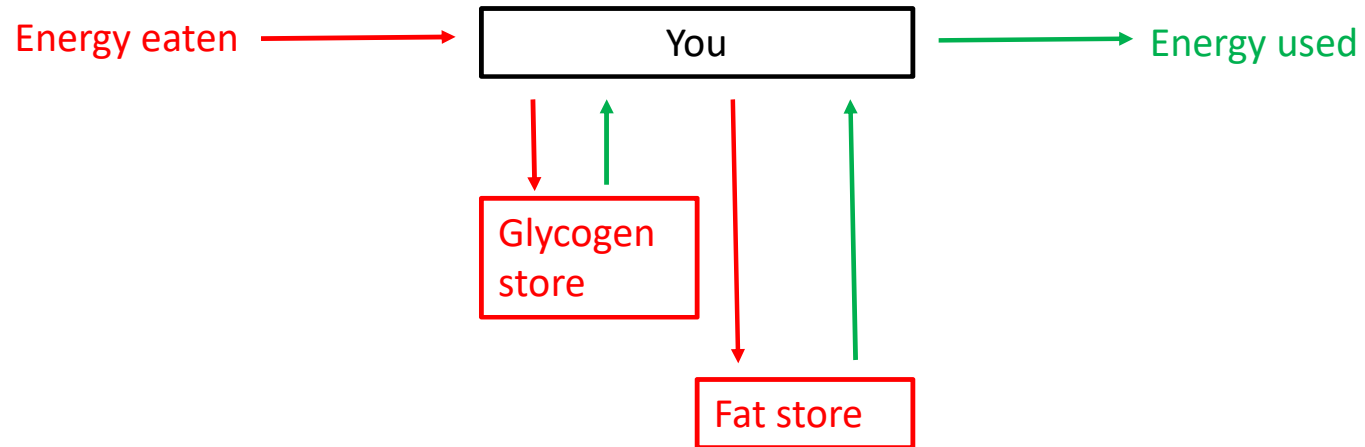 Energy eaten
You
Energy used
Glycogen
store
Fat store